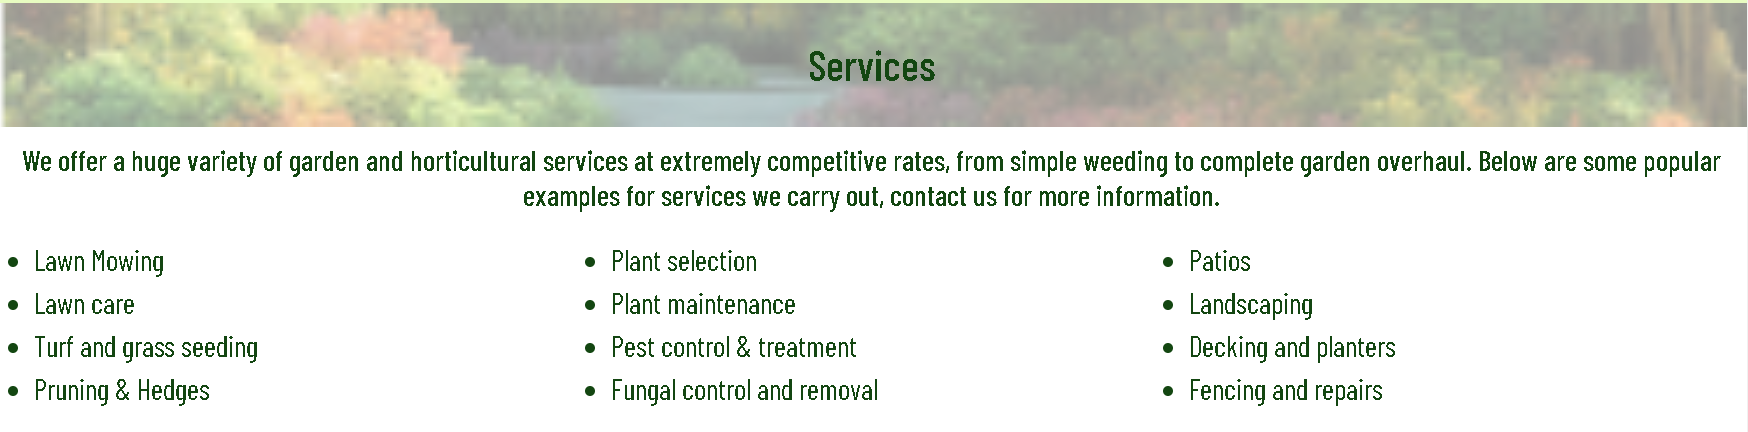 Services
We offer a huge variety of garden and horticultural services at extremely competitive rates, from simple weeding to complete garden overhaul. Below are some popular
examples for services we carry out, contact us for more information.
Lawn Mowing
Lawn care
Turf and grass seeding
Pruning & Hedges
Plant selection
Plant maintenance
Pest control & treatment
Fungal control and removal
Patios
Landscaping
Decking and planters
Fencing and repairs